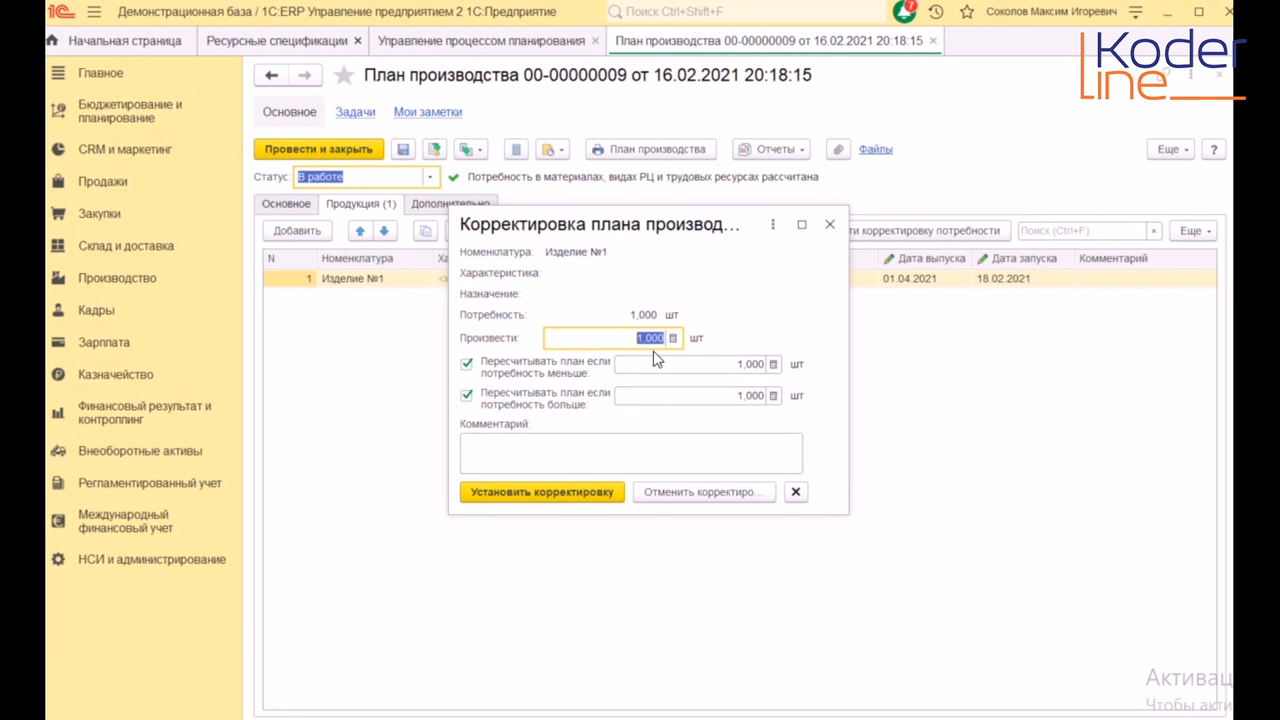 Демонстрационная база / 1С:ERP Управление предприятием 2 1С:Предприятие
Поиск Ctrl+Shift+F
7
Соколов Максим Игоревич
Начальная страница
Ресурсные спецификации
Управление процессом планирования
План производства 00-00000009 от 16.02.2021 20:18:15
Koder
line
Главное
Бюджетирование и
планирование
CRM и маркетинг
Продажи
Закупки
Склад и доставка
Производство
Кадры
Зарплата
Казначейство
Финансовый результат и
контроллинг
Внеоборотные активы
Регламентированный учет
Международный
финансовый учет
НСИ и администрирование
План производства 00-00000009 от 16.02.2021 20:18:15
Основное
Задачи
Мои заметки
Провести и закрыть
План производства
Отчеты
Файлы
Еще
?
Статус:
В работе
Потребность в материалах, видах РЦ и трудовых ресурсах рассчитана
Основное
Продукция (1)
Дополнительно
Добавить
ти корректировку потребности
Поиск (Ctrl+F)
Еще
N
Номенклатура
Ха
Дата выпуска
Дата запуска
Комментарий
1
Изделие №1
01.04.2021
18.02.2021
Корректировка плана производ...
Номенклатура:
Изделие №1
Характеристика:
Назначение:
Потребность:
1,000 шт
Произвести:
1,000
шт
Пересчитывать план если
потребность меньше:
1,000
шт
Пересчитывать план если
потребность больше:
1,000
шт
Комментарий:
Установить корректировку
Отменить корректиро...
Активац
Чтобы акти